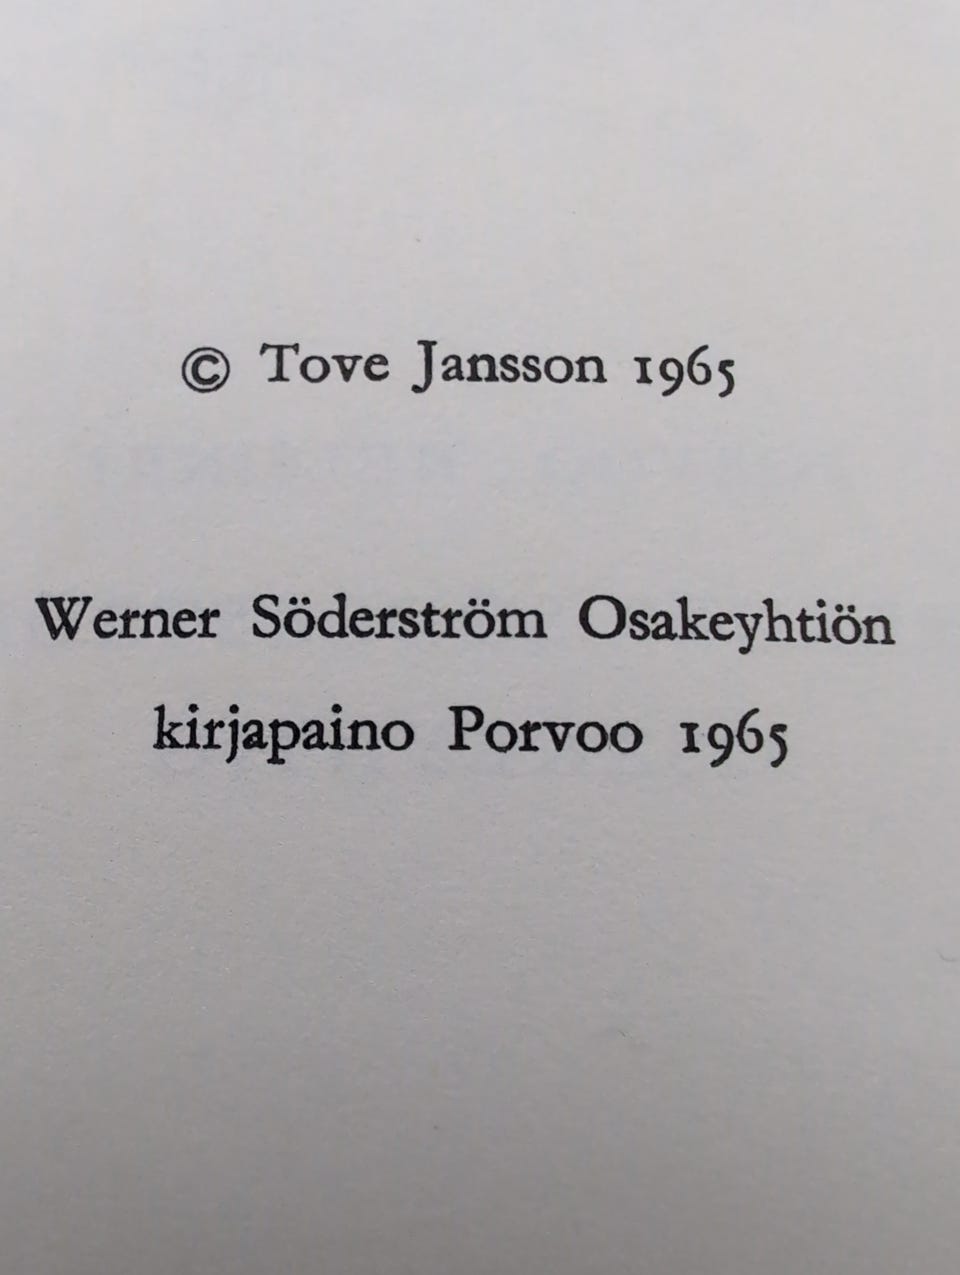 © Tove Jansson 1965
Werner Söderström Osakeyhtiön
kirjapaino Porvoo 1965